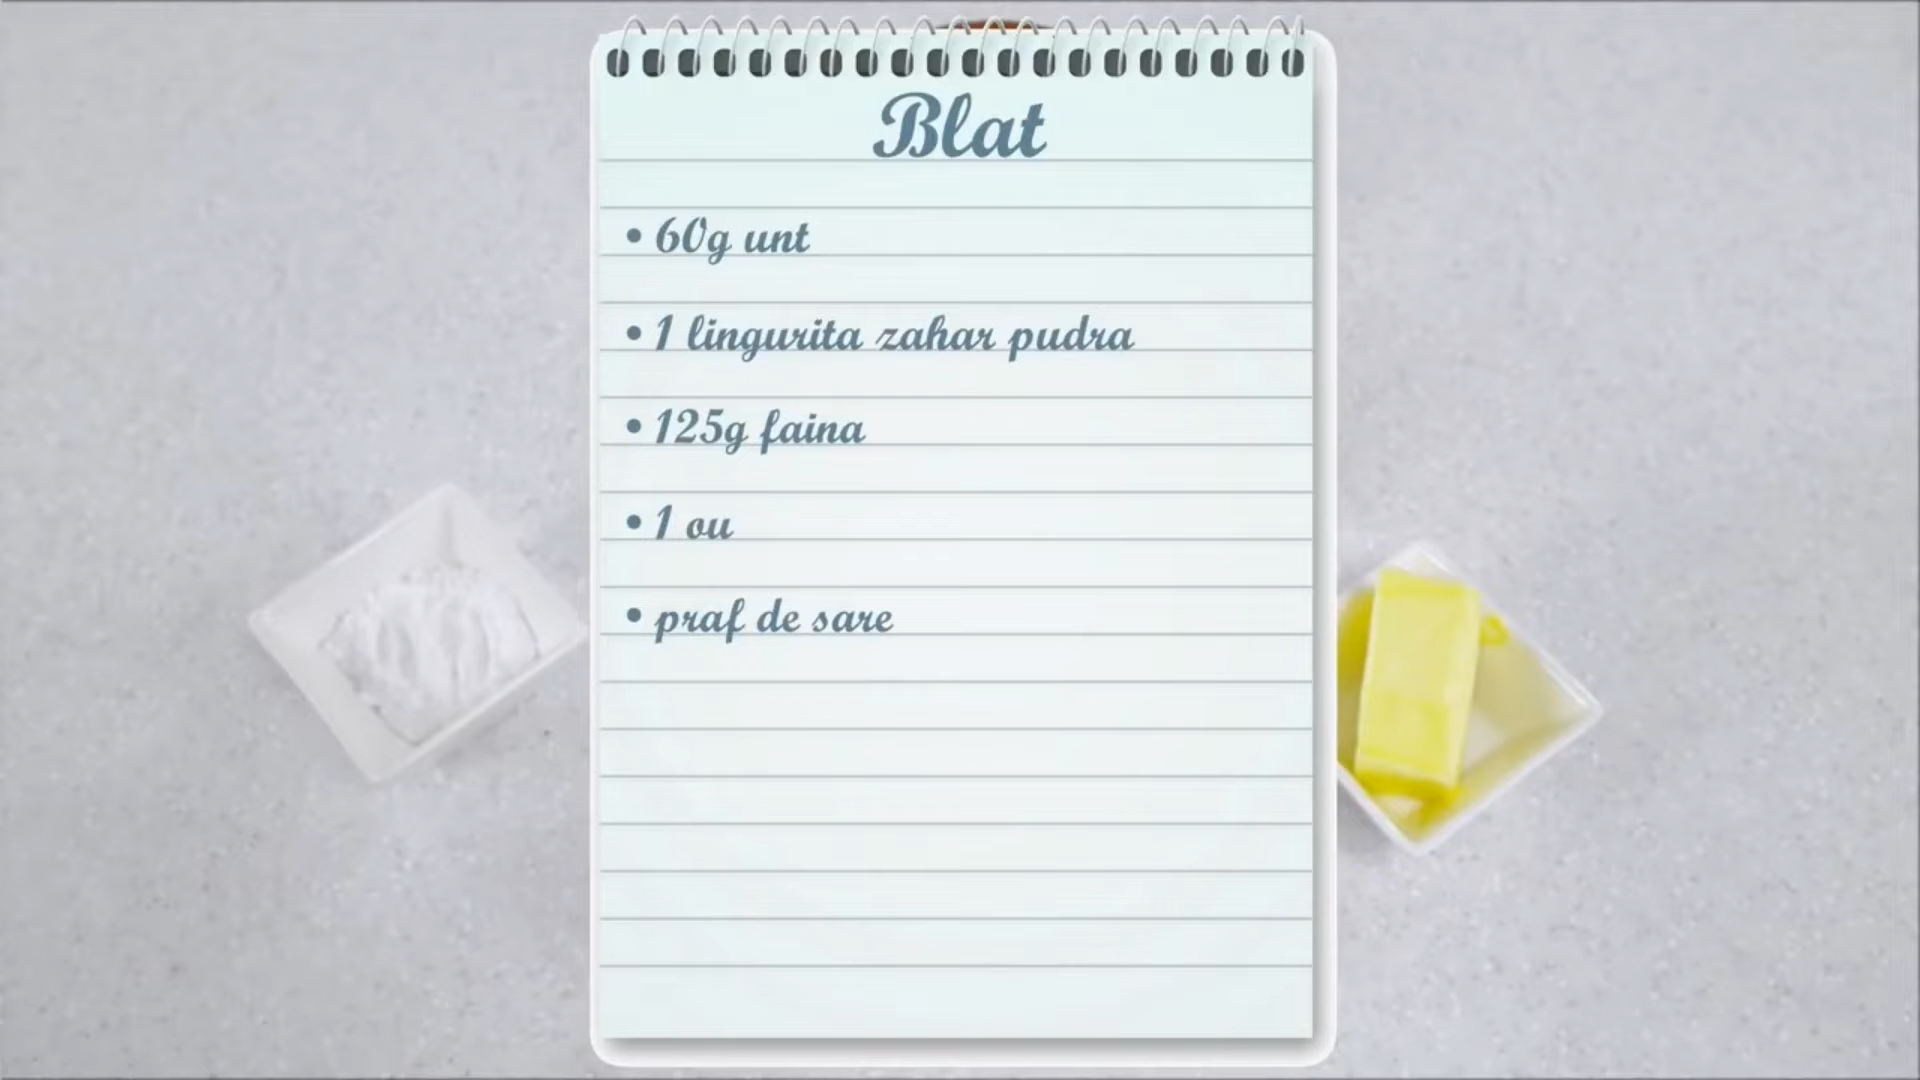 Blat
• 60g unt
• 1 lingurita zahar pudra
• 125g faina
• 1 ou
• praf de sare